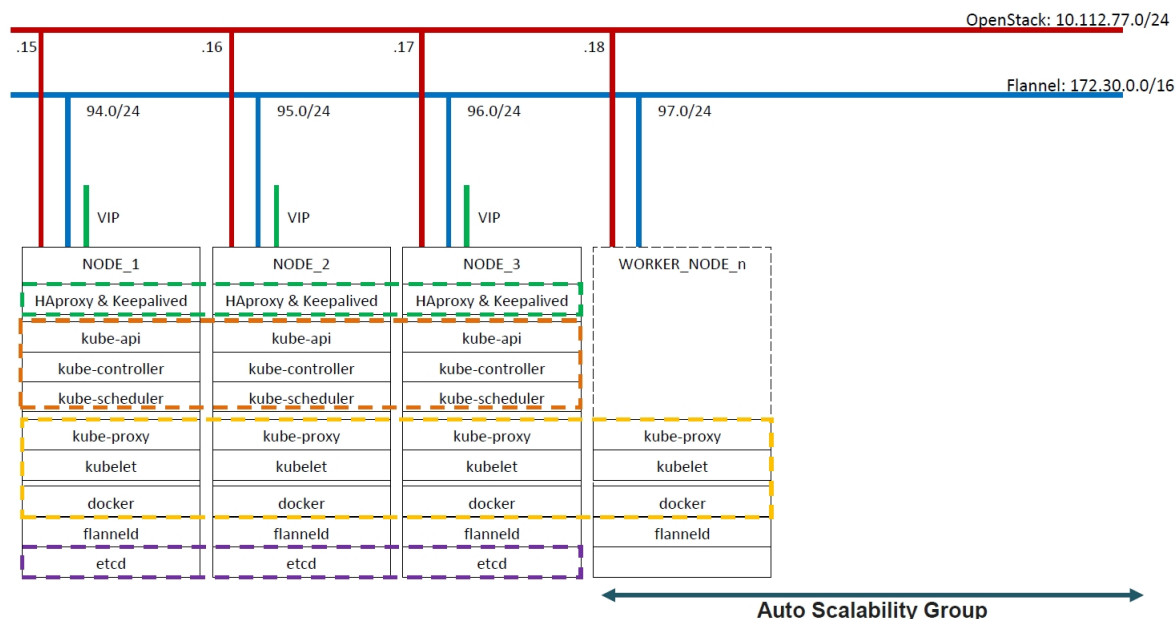 OpenStack: 10.112.77.0/24
.15 .16 .17 .18
Flannel: 172.30.0.0/16
94.0/24 95.0/24 96.0/24 97.0/24
VIP VIP VIP
NODE_1 NODE_2 NODE_3 WORKER_NODE_n
HAproxy & Keepalived HAproxy & Keepalived HAproxy & Keepalived
kube-api kube-api kube-api
kube-controller kube-controller kube-controller
kube-scheduler kube-scheduler kube-scheduler
kube-proxy kube-proxy kube-proxy kube-proxy
kubelet kubelet kubelet kubelet
docker docker docker docker
flanneld flanneld flanneld flanneld
etcd etcd etcd
Auto Scalability Group